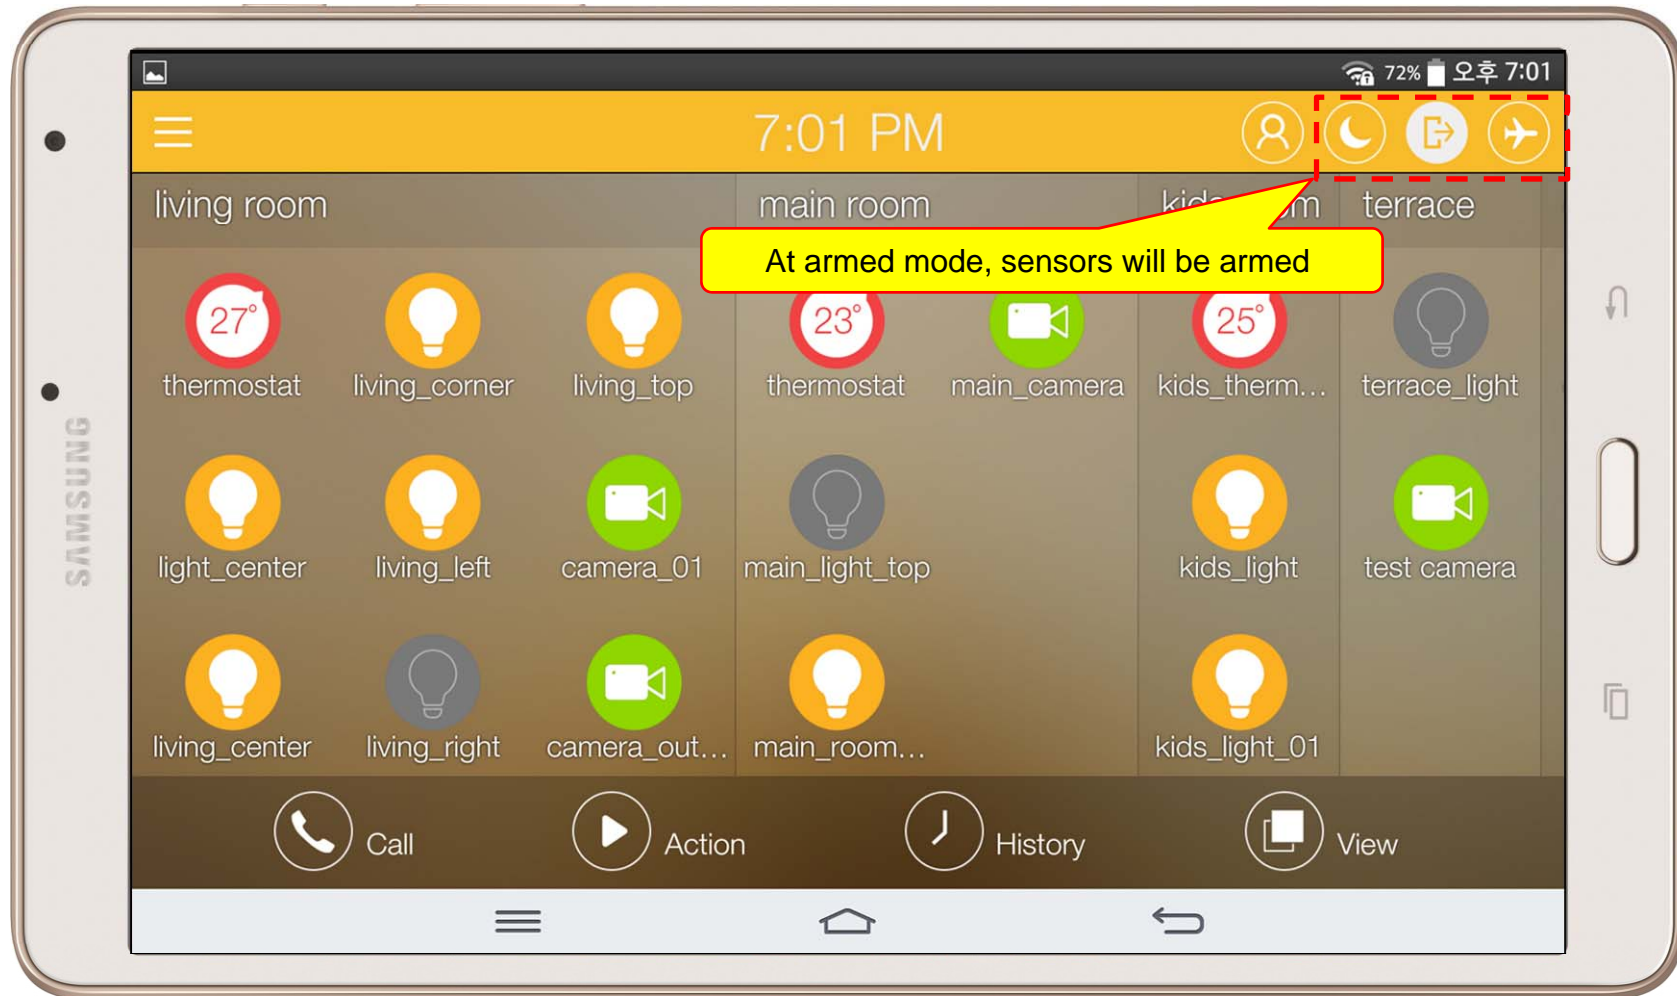 72% 오후 7:01
7:01 PM
living room
main room
terrace
At armed mode, sensors will be armed
27°
23°
25°
thermostat
living_corner
living_top
thermostat
main_camera
kids_therm...
terrace_light
light_center
living_left
camera_01
main_light_top
kids_light
test camera
living_center
living_right
camera_out...
main_room...
kids_light_01
Call
Action
History
View
SAMSUNG